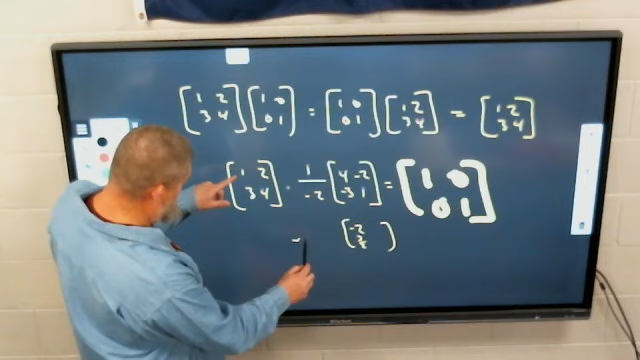 [1 2 3 4] [1 0 0 1] = [1 0 0 1] [1 2 3 4] = [1 2 3 4]
[1 2 3 4] · 1/-2 [4 -2 -3 1] = [1 0 0 1]
- [-2